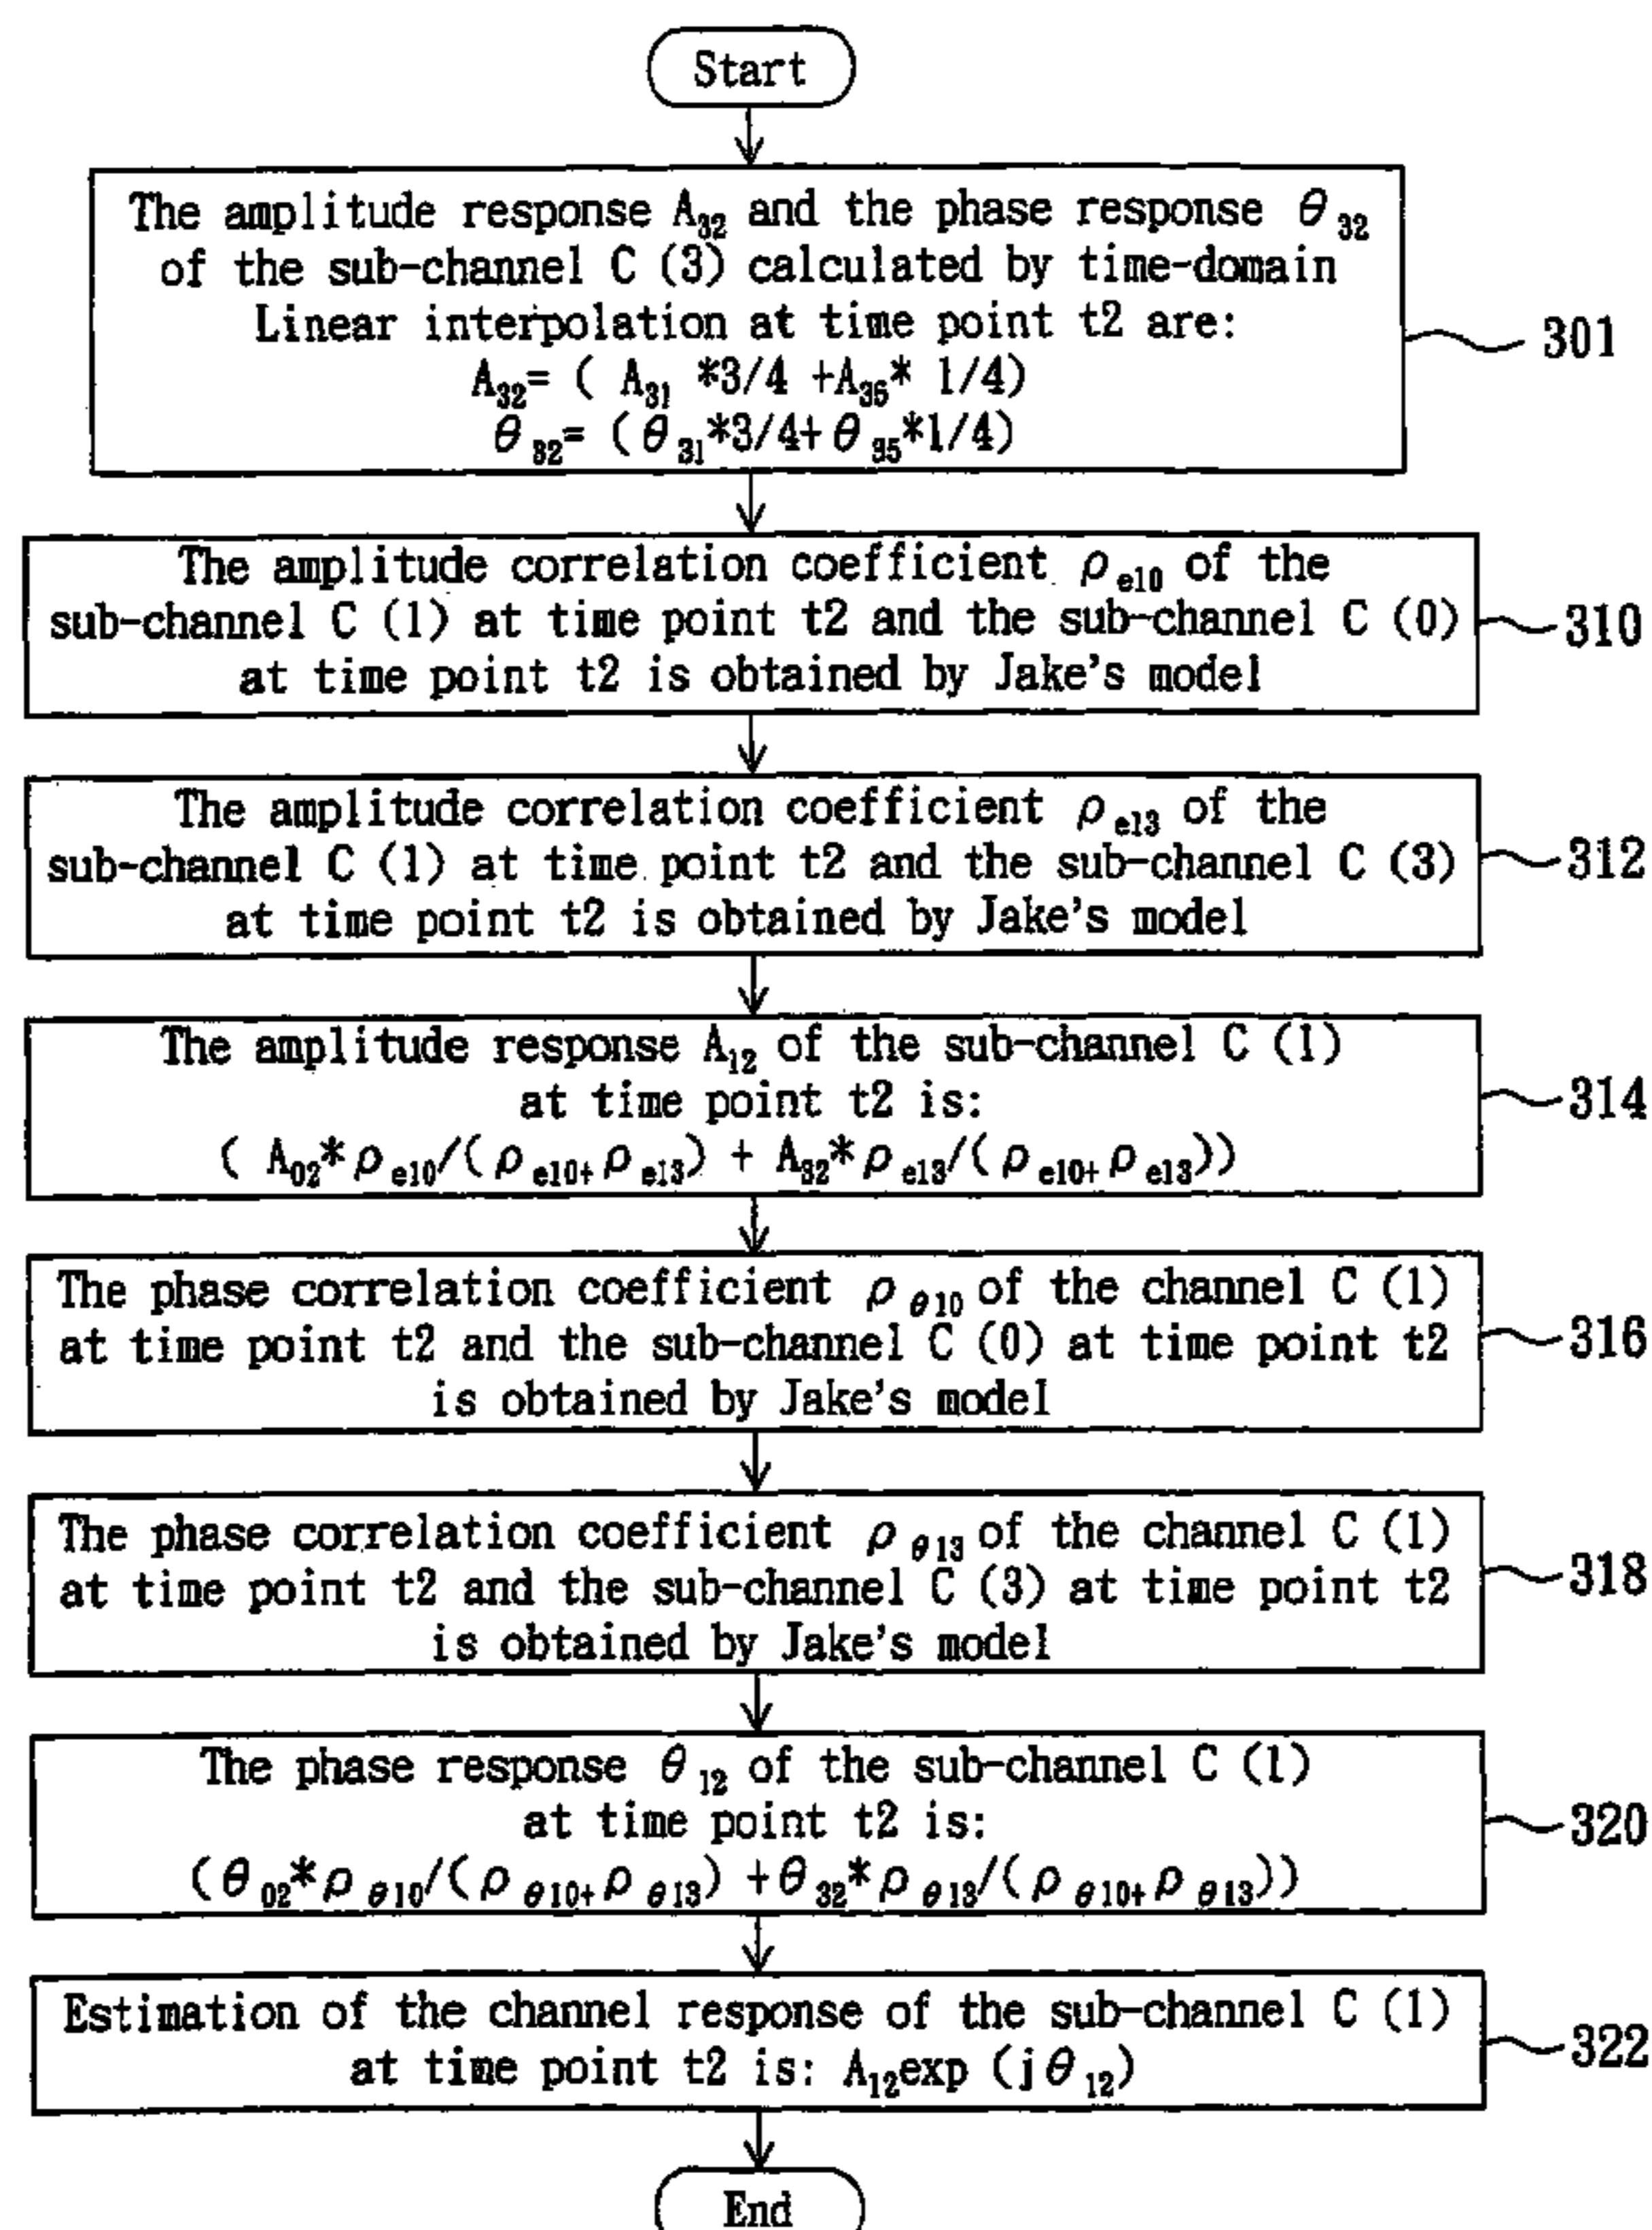 Start
The amplitude response A₃₂ and the phase response θ₃₂
of the sub-channel C (3) calculated by time-domain
Linear interpolation at time point t2 are:
A₃₂= ( A₃₁ *3/4 +A₃₅* 1/4)
θ₃₂= (θ₃₁*3/4+θ₃₅*1/4)
301
The amplitude correlation coefficient ρₑ₁₀ of the
sub-channel C (1) at time point t2 and the sub-channel C (0)
at time point t2 is obtained by Jake's model
310
The amplitude correlation coefficient ρₑ₁₃ of the
sub-channel C (1) at time point t2 and the sub-channel C (3)
at time point t2 is obtained by Jake's model
312
The amplitude response A₁₂ of the sub-channel C (1)
at time point t2 is:
( A₀₂*ρₑ₁₀/(ρₑ₁₀₊ρₑ₁₃) + A₃₂*ρₑ₁₃/(ρₑ₁₀₊ρₑ₁₃))
314
The phase correlation coefficient ρ_θ10 of the channel C (1)
at time point t2 and the sub-channel C (0) at time point t2
is obtained by Jake's model
316
The phase correlation coefficient ρ_θ13 of the channel C (1)
at time point t2 and the sub-channel C (3) at time point t2
is obtained by Jake's model
318
The phase response θ₁₂ of the sub-channel C (1)
at time point t2 is:
(θ₀₂*ρ_θ10/(ρ_θ10+ρ_θ13) +θ₃₂*ρ_θ13/(ρ_θ10+ρ_θ13))
320
Estimation of the channel response of the sub-channel C (1)
at time point t2 is: A₁₂exp (jθ₁₂)
322
End